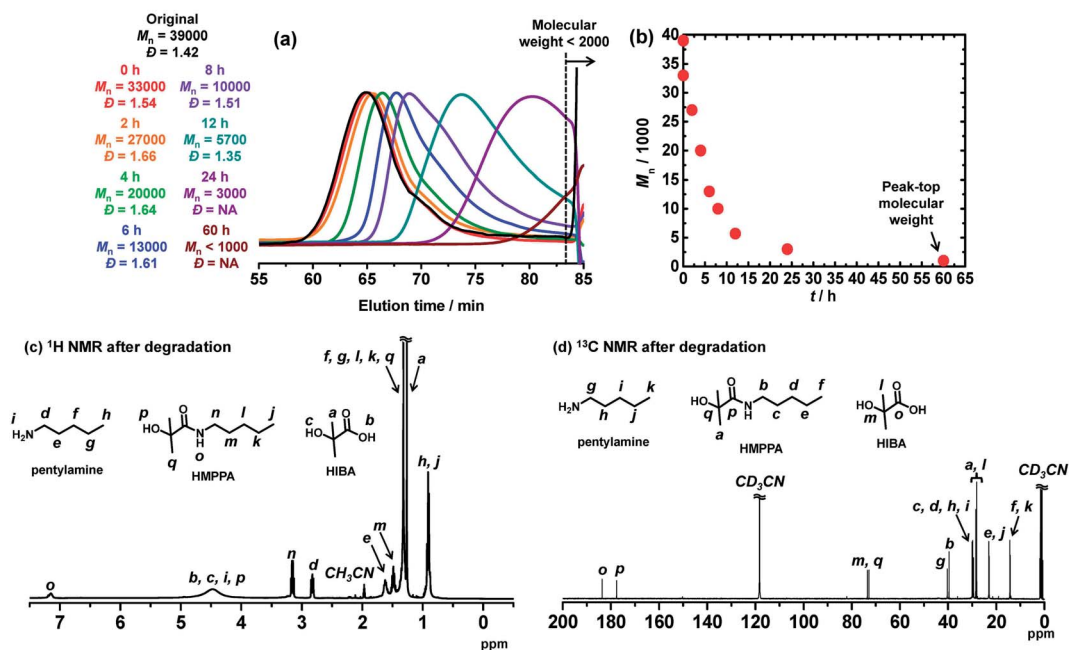 Original
Mn = 39000
Đ = 1.42
0 h
Mn = 33000
Đ = 1.54
2 h
Mn = 27000
Đ = 1.66
4 h
Mn = 20000
Đ = 1.64
6 h
Mn = 13000
Đ = 1.61
8 h
Mn = 10000
Đ = 1.51
12 h
Mn = 5700
Đ = 1.35
24 h
Mn = 3000
Đ = NA
60 h
Mn < 1000
Đ = NA
(a)
Molecular
weight < 2000
55 60 65 70 75 80 85
Elution time / min
(b)
40
35
30
25
20
15
10
5
0
Mn / 1000
Peak-top
molecular
weight
0 5 10 15 20 25 30 35 40 45 50 55 60 65
t / h
(c) ¹H NMR after degradation
f, g, l, k, q
a
i d f h
H2N
e g
pentylamine
p O n l j
HO
N
H
q o m k
HMPPA
a
c O b
HO
OH
HIBA
h, j
n
d
CH3CN
e
m
o
b, c, i, p
7 6 5 4 3 2 1 0
ppm
(d) ¹³C NMR after degradation
g i k
H2N
h j
pentylamine
O b d f
HO
q p N
H
c e
a
HMPPA
l O
HO
OH
m o
HIBA
CD3CN
a, l
CD3CN
c, d, h, i
f, k
e, j
b
g
m, q
o
p
200 180 160 140 120 100 80 60 40 20 0
ppm